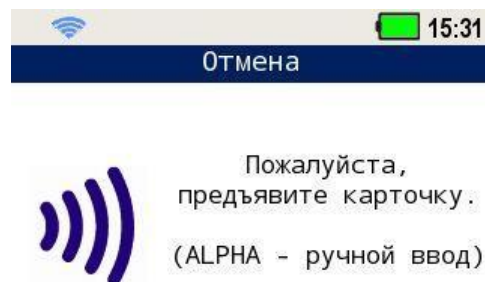 15:31
Отмена
Пожалуйста,
предъявите карточку.
(ALPHA - ручной ввод)